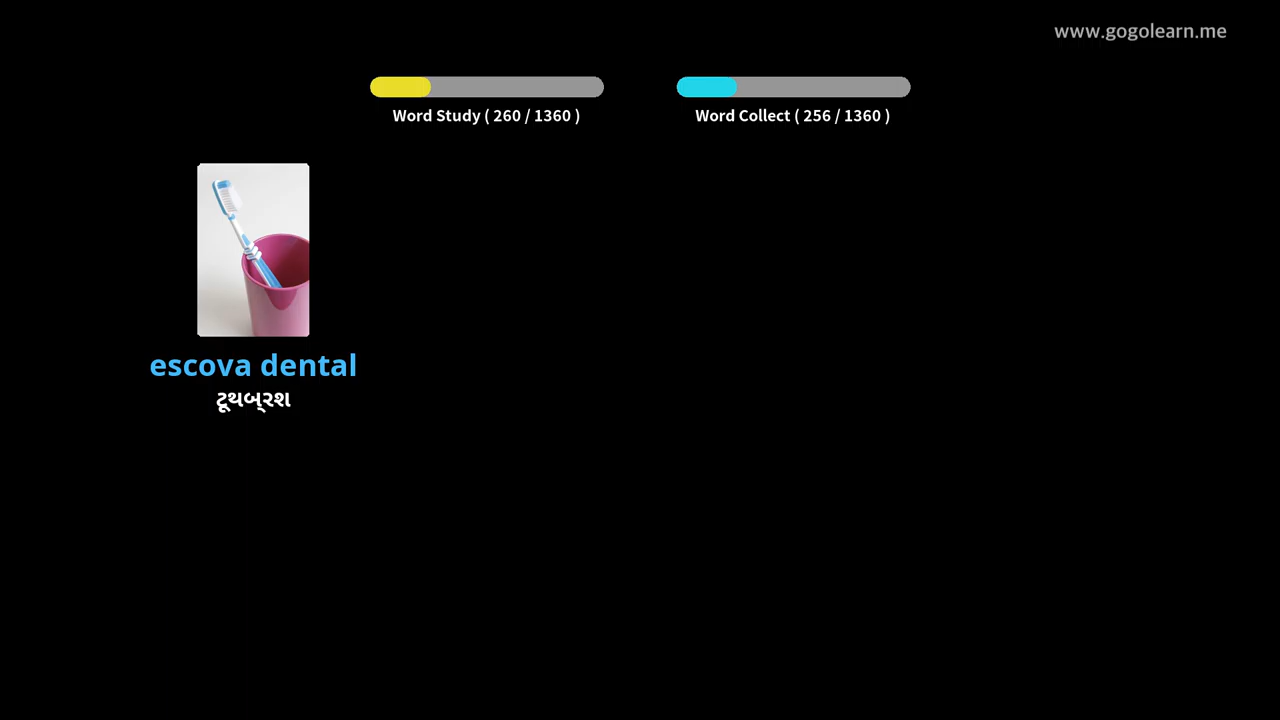 www.gogolearn.me
Word Study ( 260 / 1360 )
Word Collect ( 256 / 1360 )
escova dental
ટૂથબ્રશ